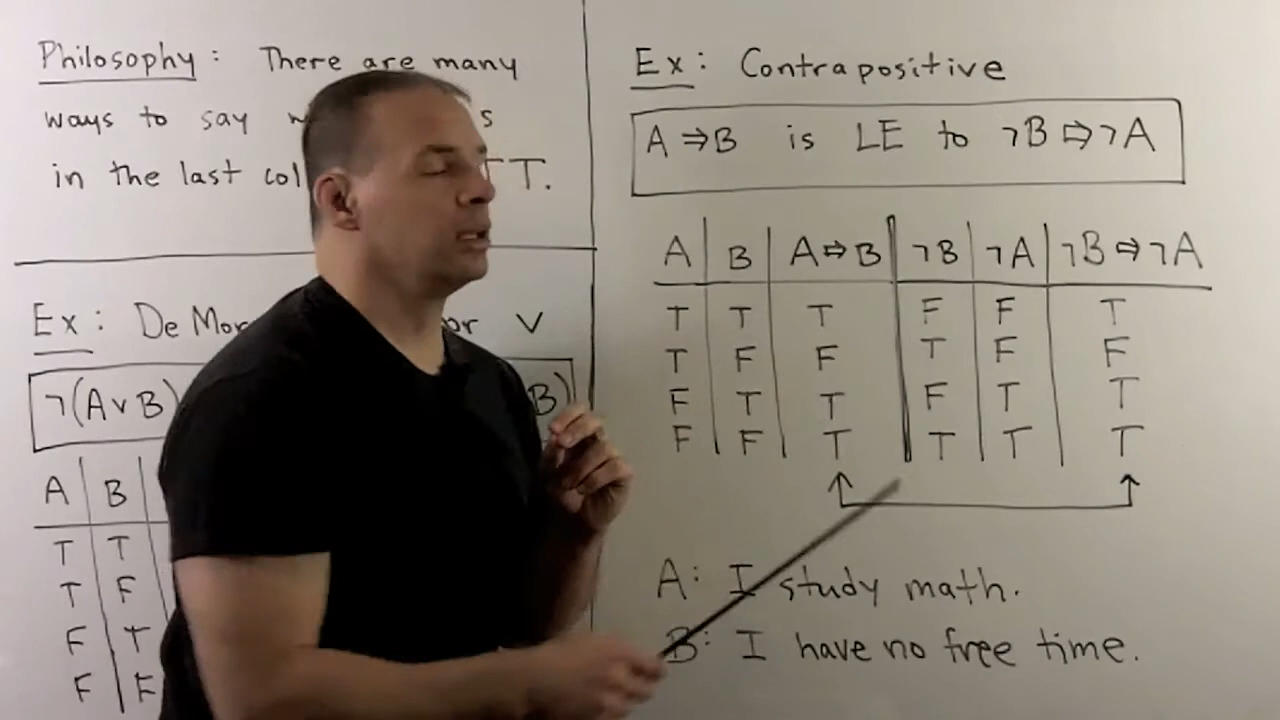 Philosophy: There are many
ways to say
in the last TT.
Ex: De Mor or ∨
¬(A∨B) B)
A B
T T
T F
F T
F F
Ex: Contrapositive
A ⇒ B is LE to ¬B ⇒ ¬A
A B A ⇒ B ¬B ¬A ¬B ⇒ ¬A
T T T F F T
T F F T F F
F T T F T T
F F T T T T
A: I study math.
B: I have no free time.